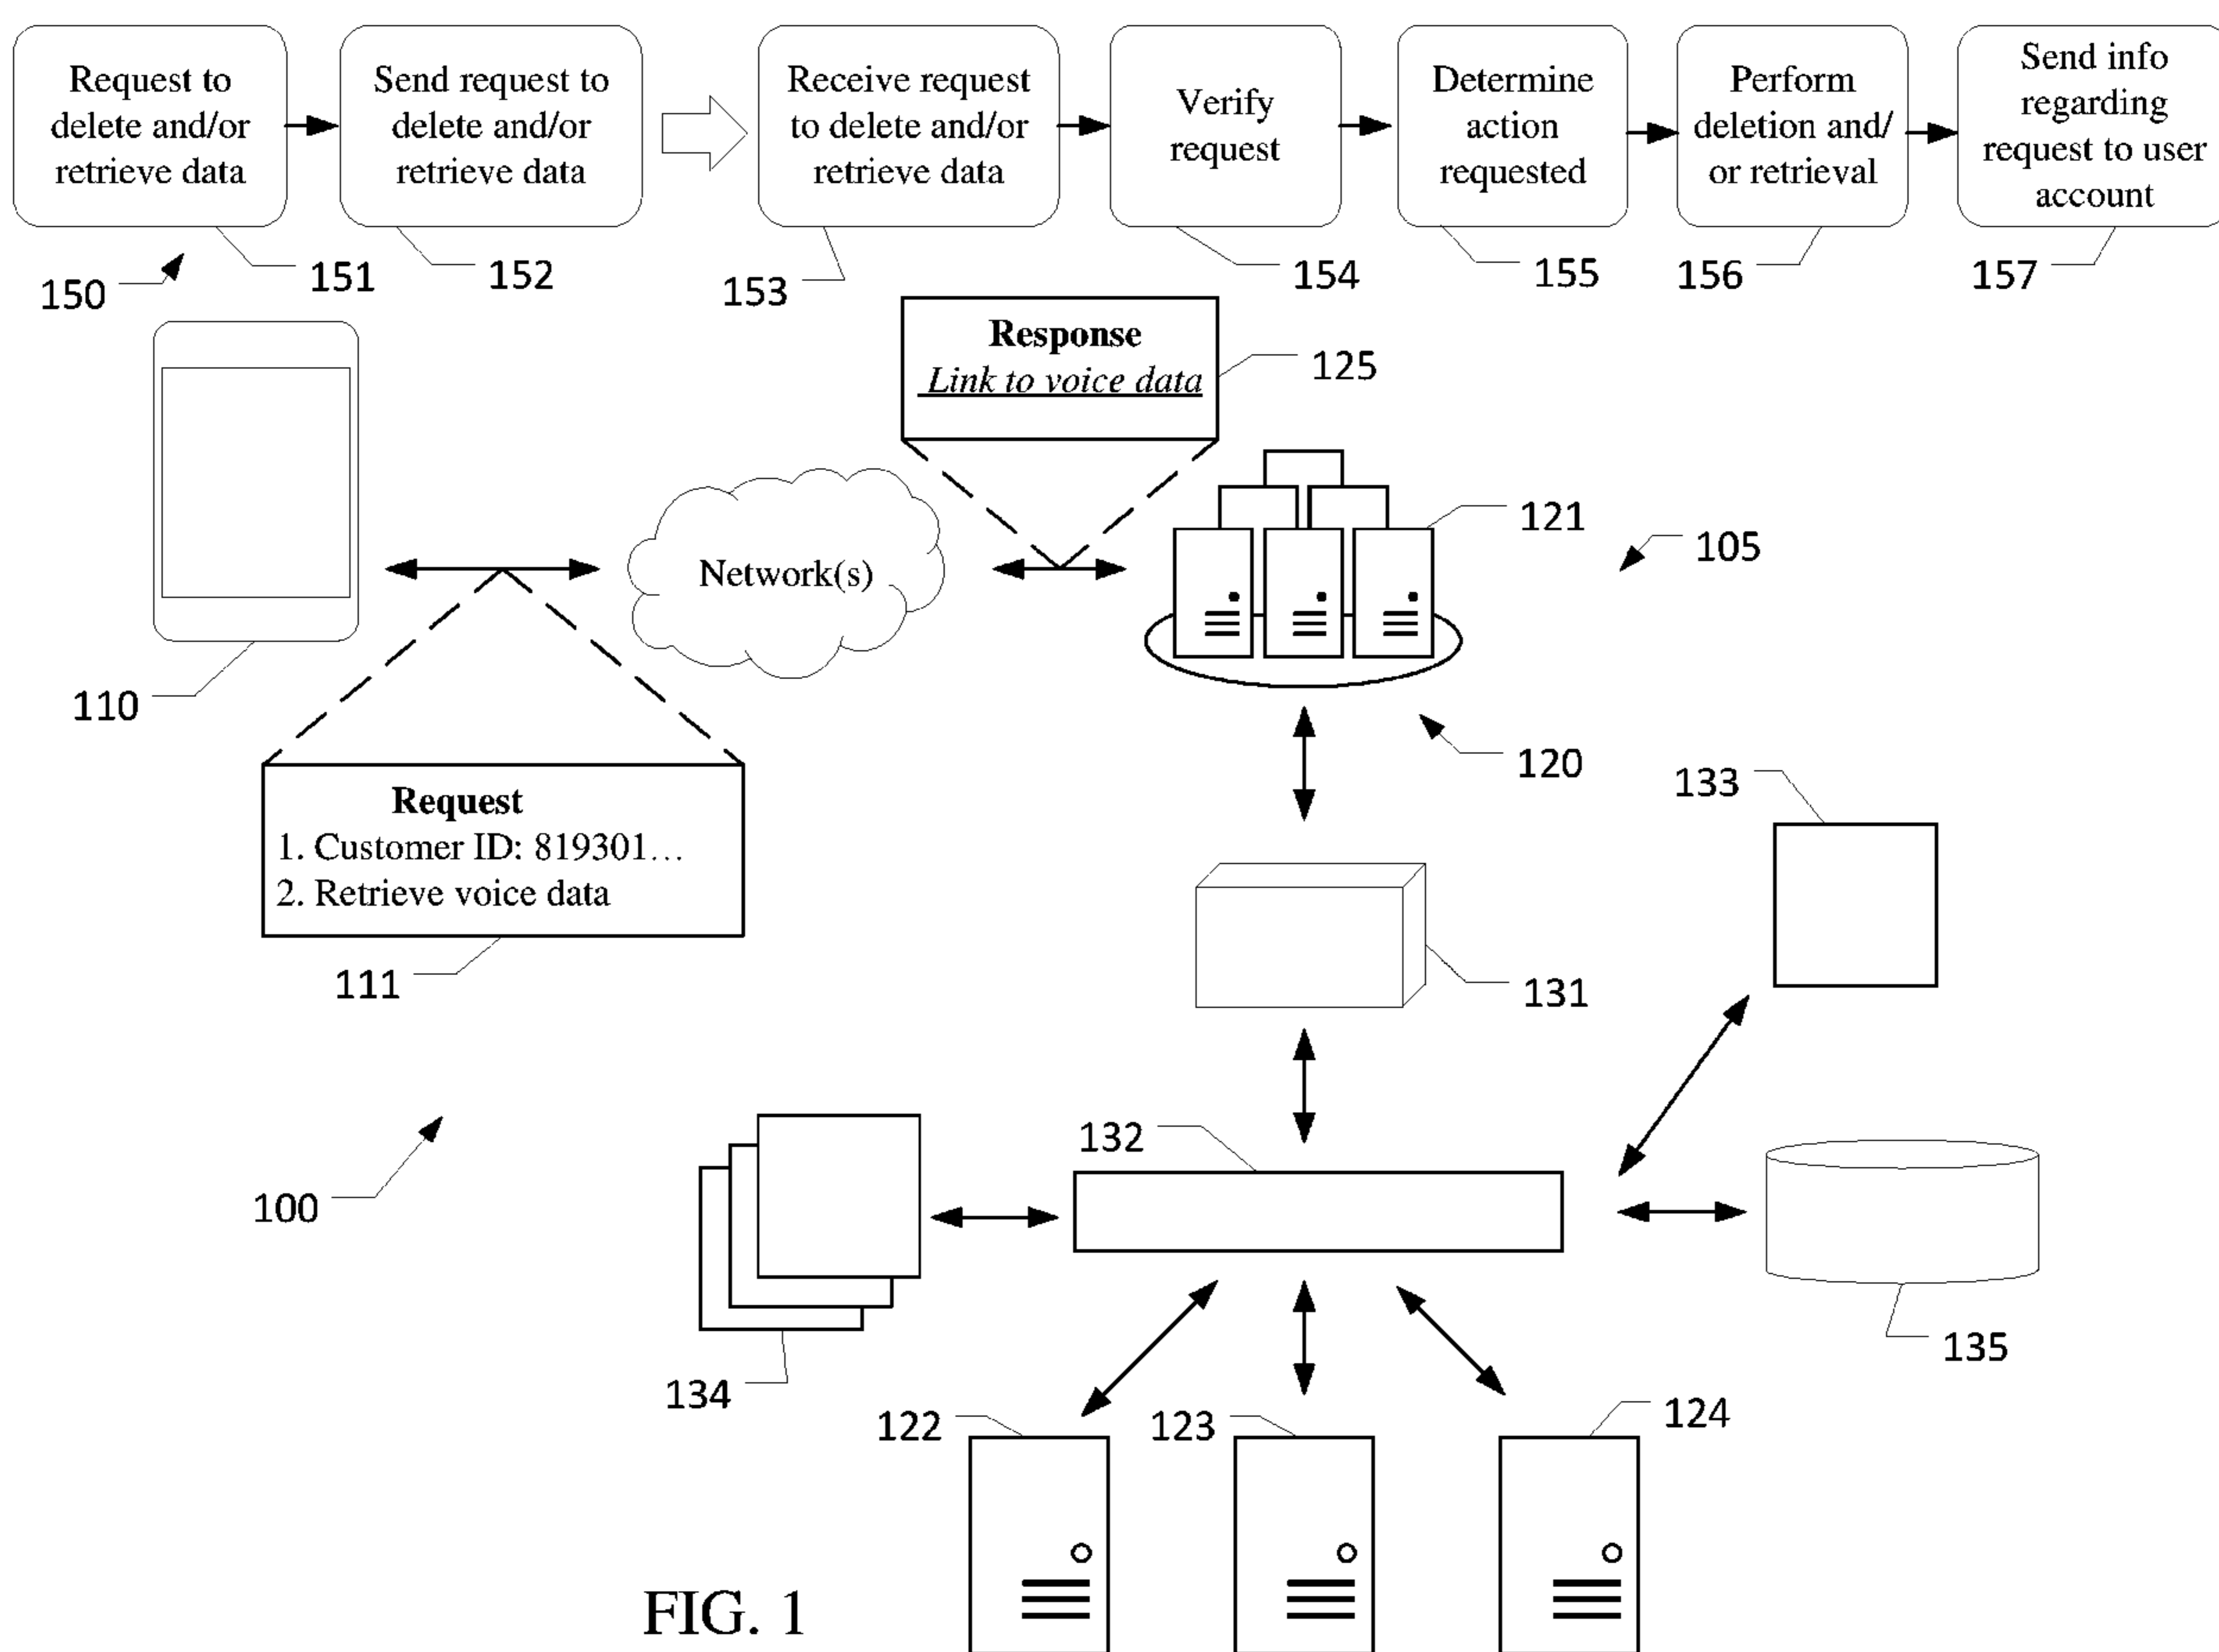 Request to
delete and/or
retrieve data
Send request to
delete and/or
retrieve data
Receive request
to delete and/or
retrieve data
Verify
request
Determine
action
requested
Perform
deletion and/
or retrieval
Send info
regarding
request to user
account
150
151
152
153
154
155
156
157
Response
Link to voice data
125
121
105
Network(s)
110
120
133
Request
1. Customer ID: 819301…
2. Retrieve voice data
111
131
132
100
135
134
122
123
124
FIG. 1